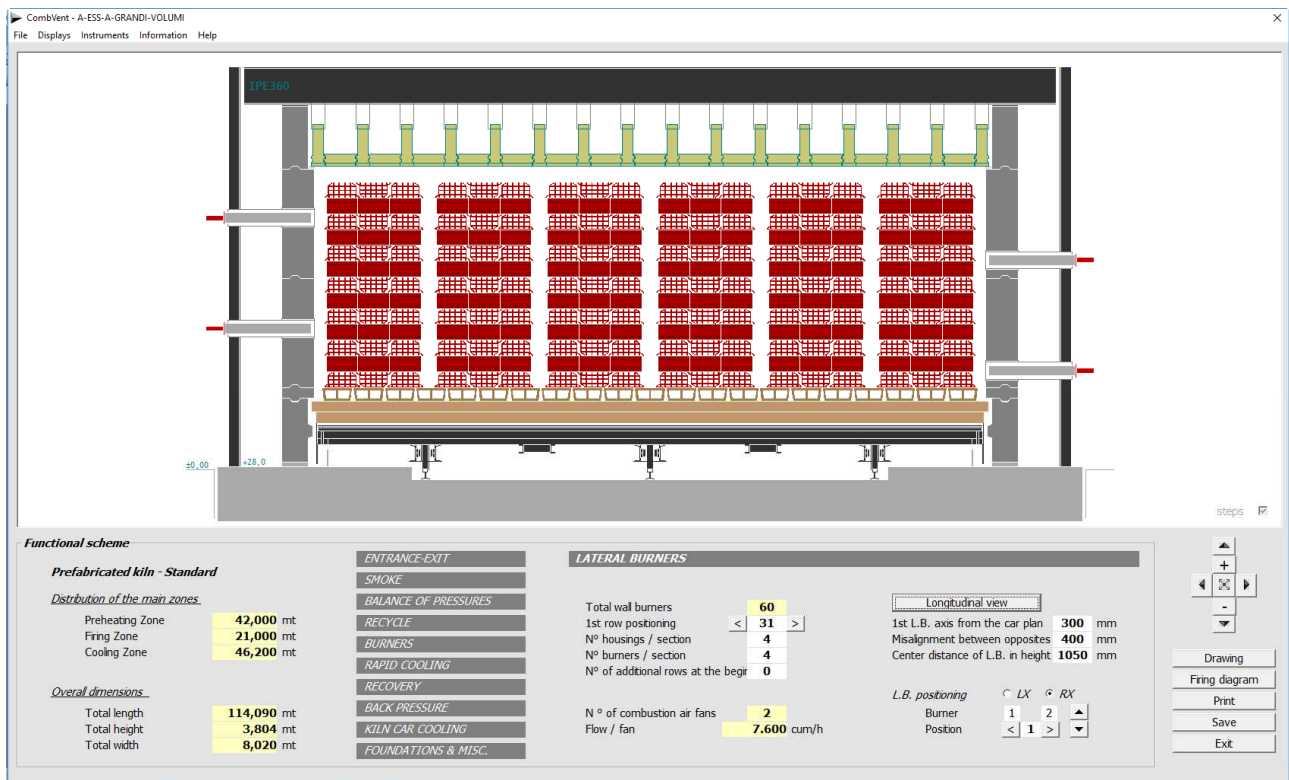 CombVent - A-ESS-A-GRANDI-VOLUMI
File Displays Instruments Information Help
IPE360
±0,00
+28,0
steps
Functional scheme
Prefabricated kiln - Standard
Distribution of the main zones
Preheating Zone 42,000 mt
Firing Zone 21,000 mt
Cooling Zone 46,200 mt
Overall dimensions
Total length 114,090 mt
Total height 3,804 mt
Total width 8,020 mt
ENTRANCE-EXIT
SMOKE
BALANCE OF PRESSURES
RECYCLE
BURNERS
RAPID COOLING
RECOVERY
BACK PRESSURE
KILN CAR COOLING
FOUNDATIONS & MISC.
LATERAL BURNERS
Total wall burners 60
1st row positioning < 31 >
N° housings / section 4
N° burners / section 4
N° of additional rows at the begir 0
N ° of combustion air fans 2
Flow / fan 7.600 cum/h
Longitudinal view
1st L.B. axis from the car plan 300 mm
Misalignment between opposites 400 mm
Center distance of L.B. in height 1050 mm
L.B. positioning LX RX
Burner 1 2
Position < 1 >
+
-
Drawing
Firing diagram
Print
Save
Exit